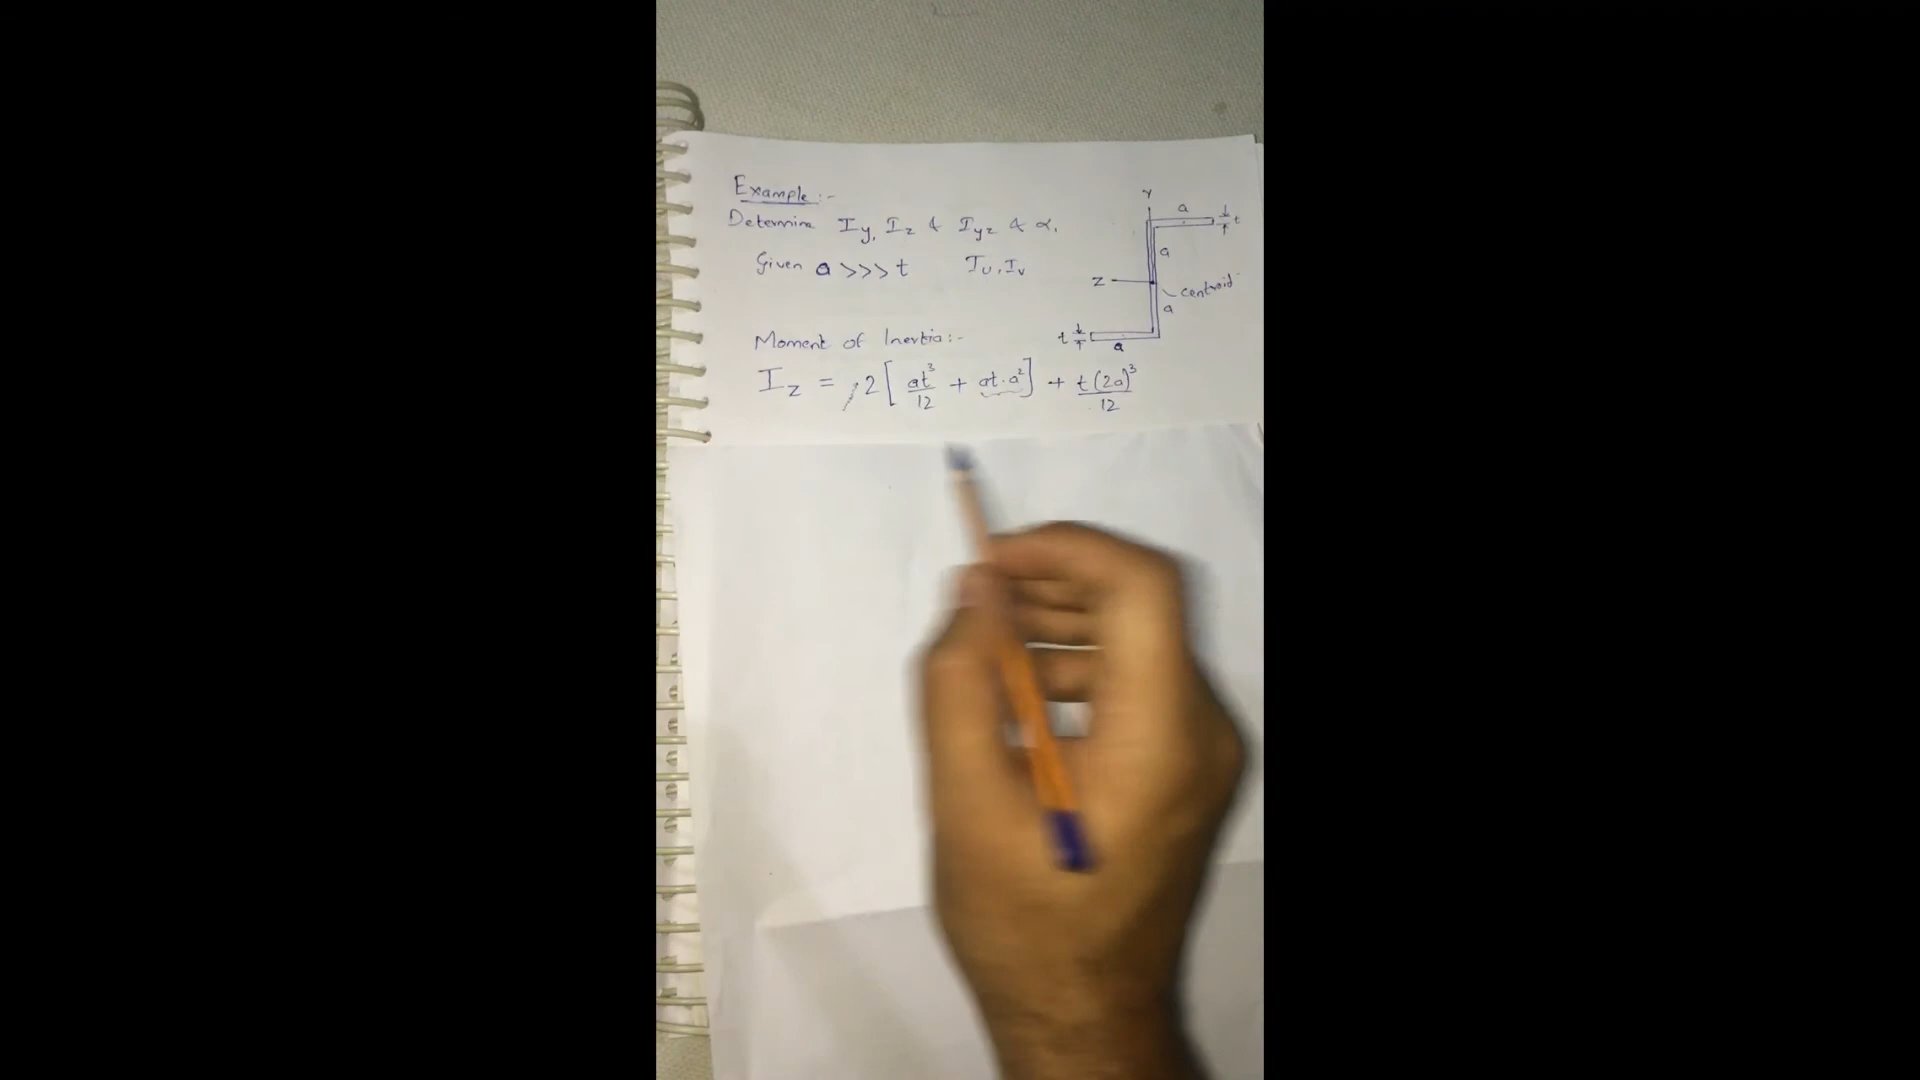 Example :-
Determine Iy, Iz & Iyz & α.
Given a >>> t Iu, Iv
Y
a
t
a
Z
centroid
a
t
a
Moment of Inertia :-
Iz = 2[at³/12 + at·a²] + t(2a)³/12